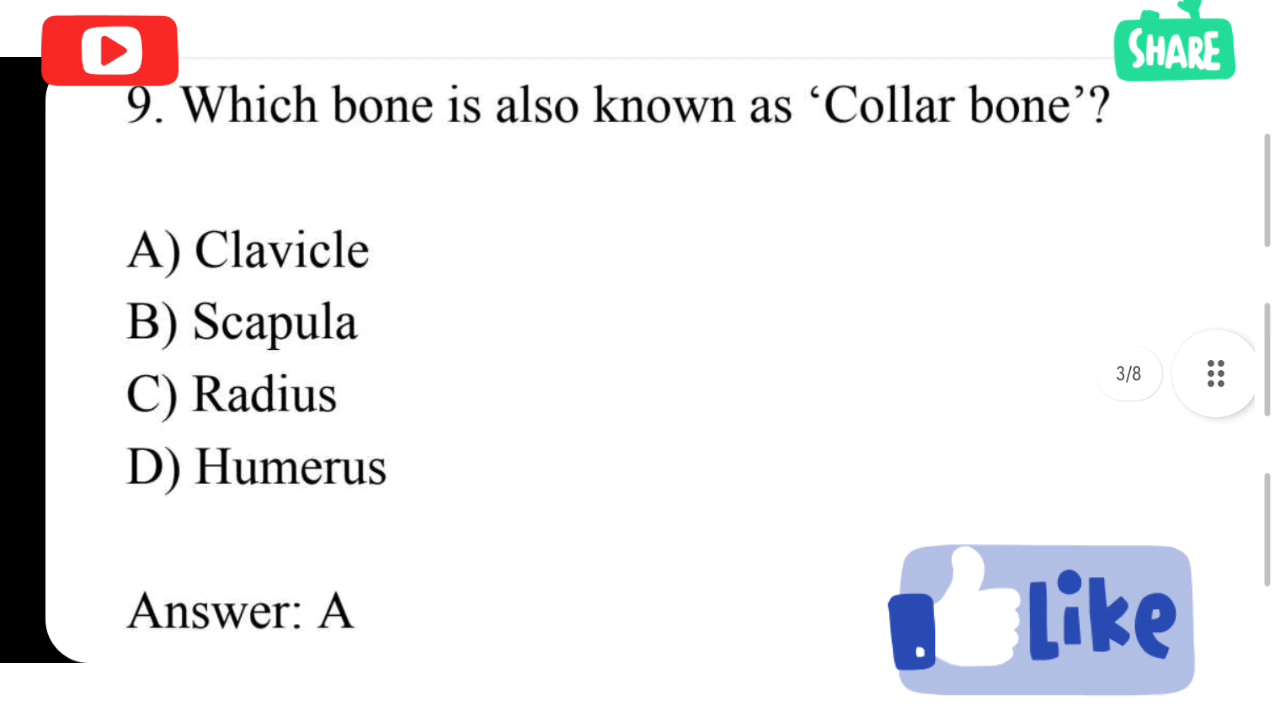 SHARE
9. Which bone is also known as ‘Collar bone’?
A) Clavicle
B) Scapula
C) Radius
3/8
D) Humerus
Answer: A
Like